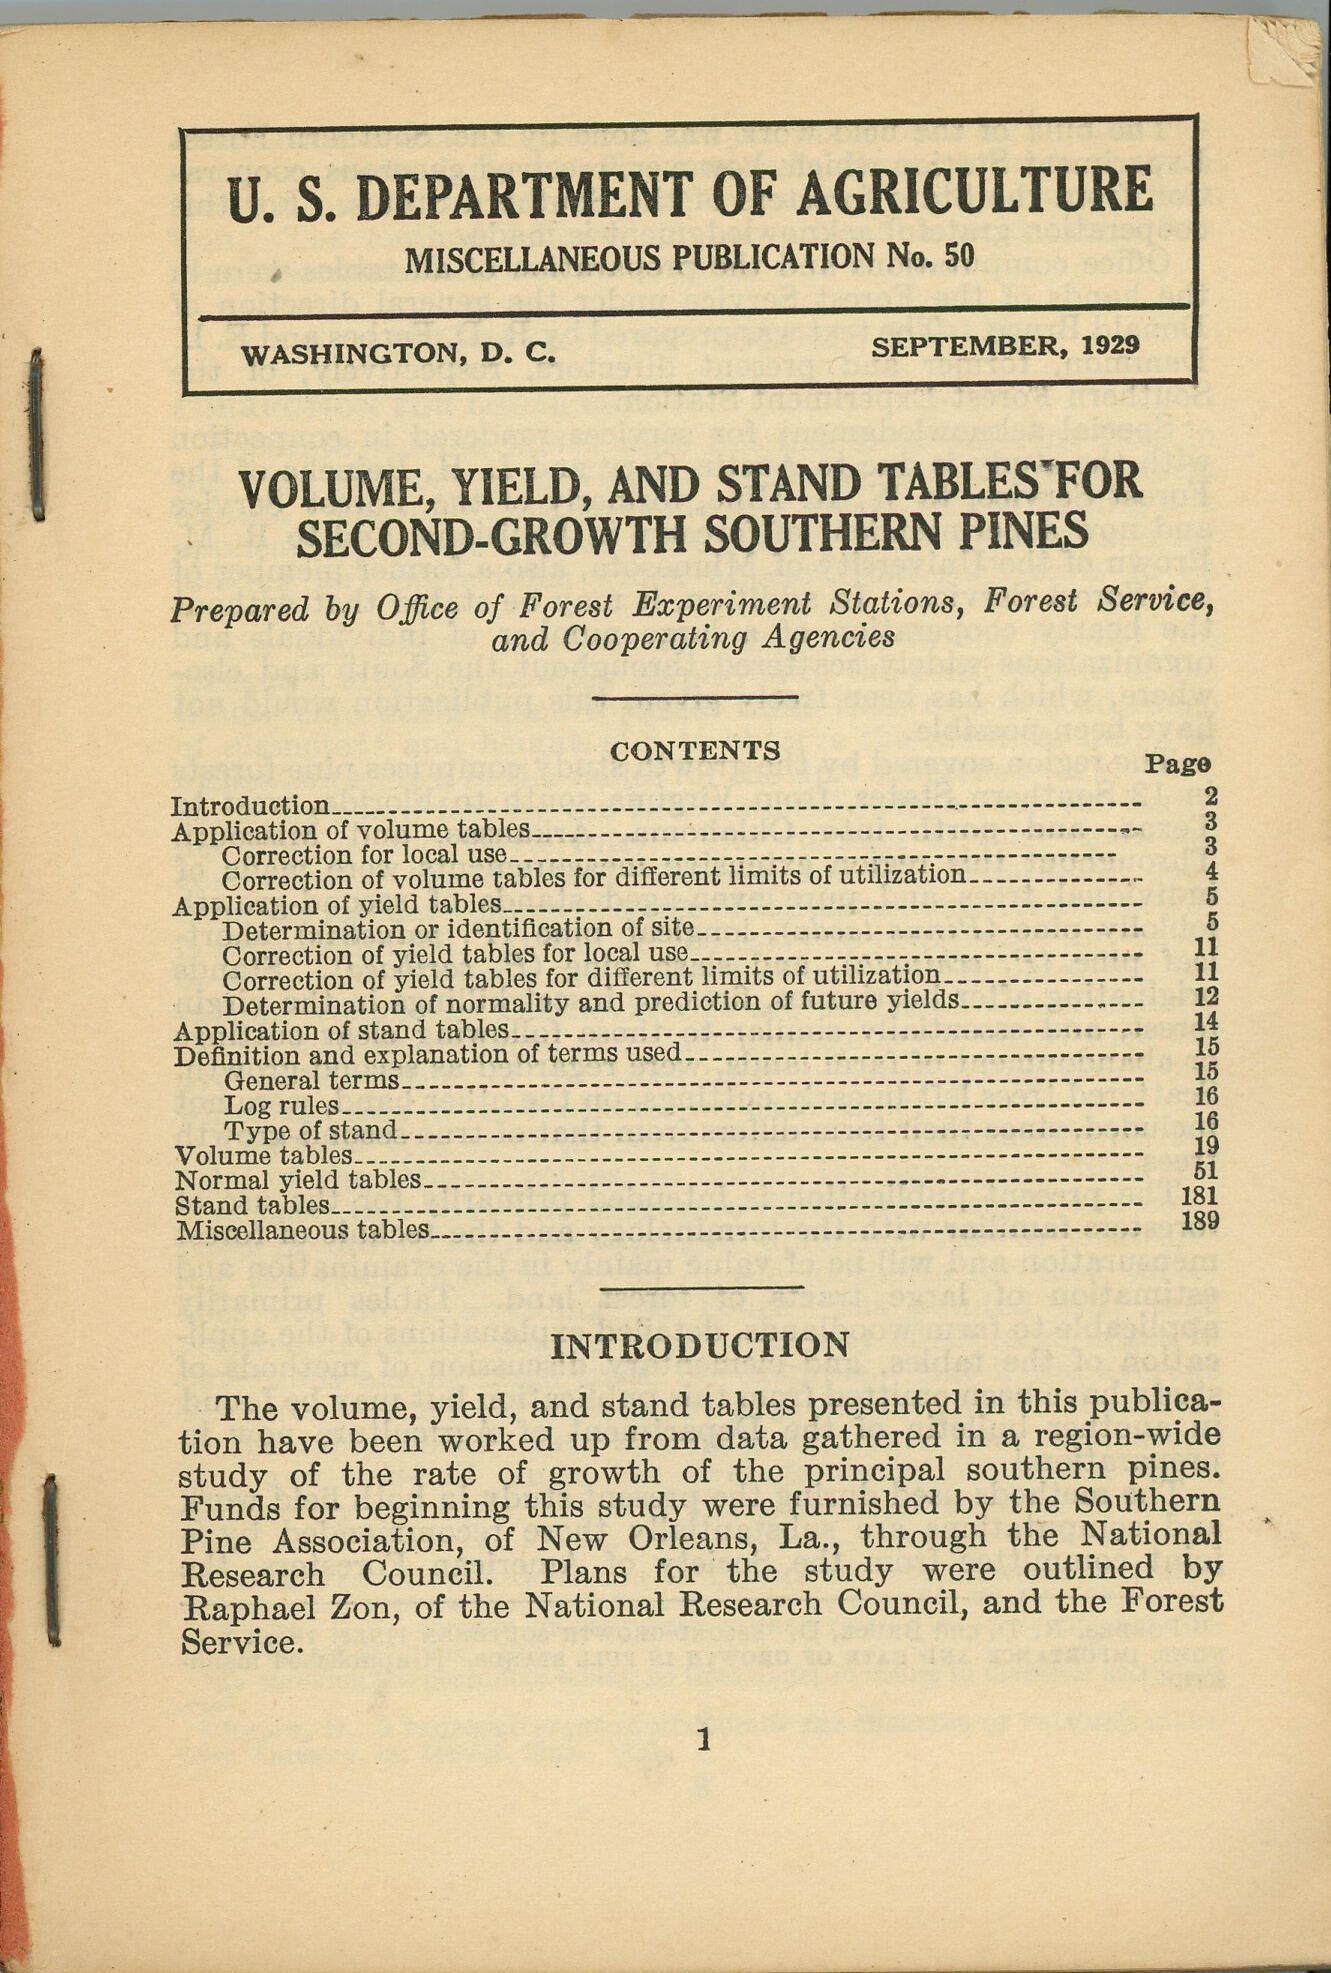 U. S. DEPARTMENT OF AGRICULTURE
MISCELLANEOUS PUBLICATION No. 50
WASHINGTON, D. C. SEPTEMBER, 1929
VOLUME, YIELD, AND STAND TABLES FOR
SECOND-GROWTH SOUTHERN PINES
Prepared by Office of Forest Experiment Stations, Forest Service,
and Cooperating Agencies
CONTENTS
Page
Introduction 2
Application of volume tables 3
Correction for local use 3
Correction of volume tables for different limits of utilization 4
Application of yield tables 5
Determination or identification of site 5
Correction of yield tables for local use 11
Correction of yield tables for different limits of utilization 11
Determination of normality and prediction of future yields 12
Application of stand tables 14
Definition and explanation of terms used 15
General terms 15
Log rules 16
Type of stand 16
Volume tables 19
Normal yield tables 51
Stand tables 181
Miscellaneous tables 189
INTRODUCTION
The volume, yield, and stand tables presented in this publica-
tion have been worked up from data gathered in a region-wide
study of the rate of growth of the principal southern pines.
Funds for beginning this study were furnished by the Southern
Pine Association, of New Orleans, La., through the National
Research Council. Plans for the study were outlined by
Raphael Zon, of the National Research Council, and the Forest
Service.
1